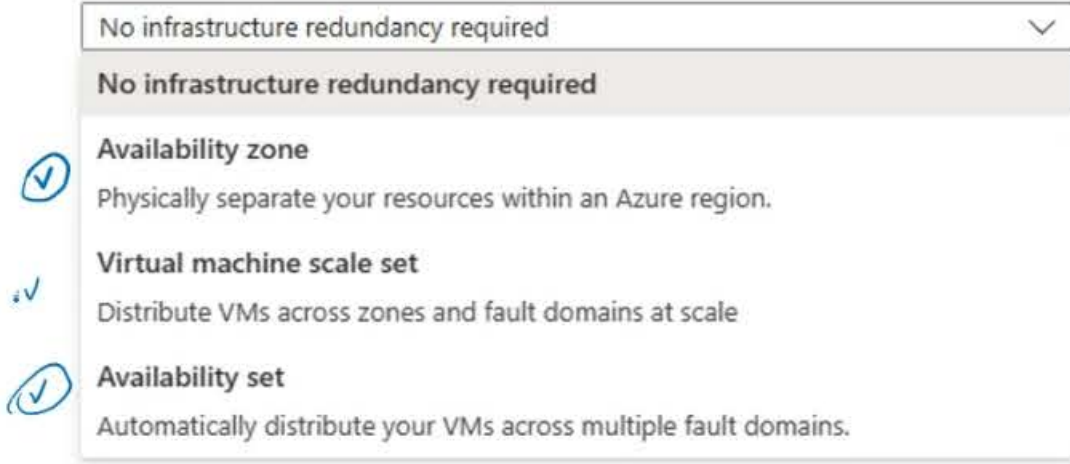 No infrastructure redundancy required
No infrastructure redundancy required
Availability zone
Physically separate your resources within an Azure region.
Virtual machine scale set
Distribute VMs across zones and fault domains at scale
Availability set
Automatically distribute your VMs across multiple fault domains.